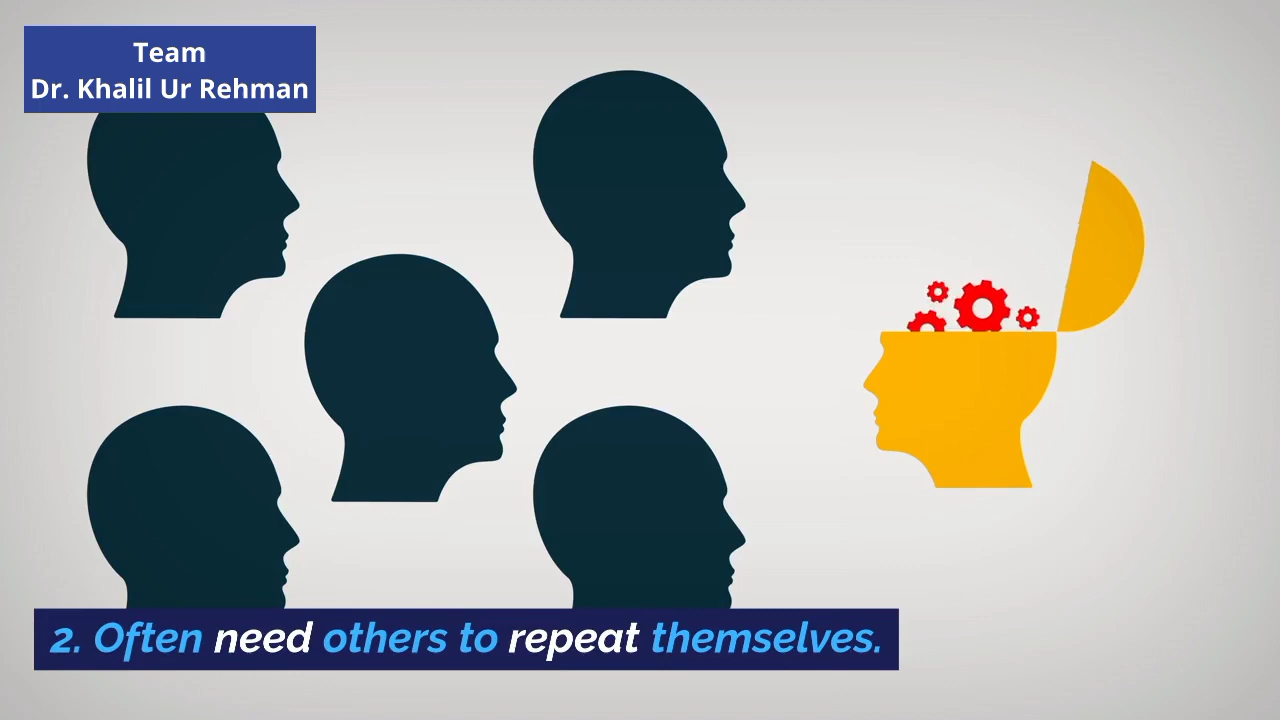 Team
Dr. Khalil Ur Rehman
2. Often need others to repeat themselves.